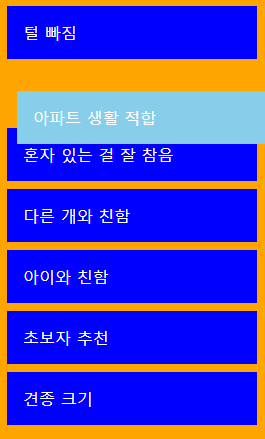 털 빠짐
아파트 생활 적합
혼자 있는 걸 잘 참음
다른 개와 친함
아이와 친함
초보자 추천
견종 크기